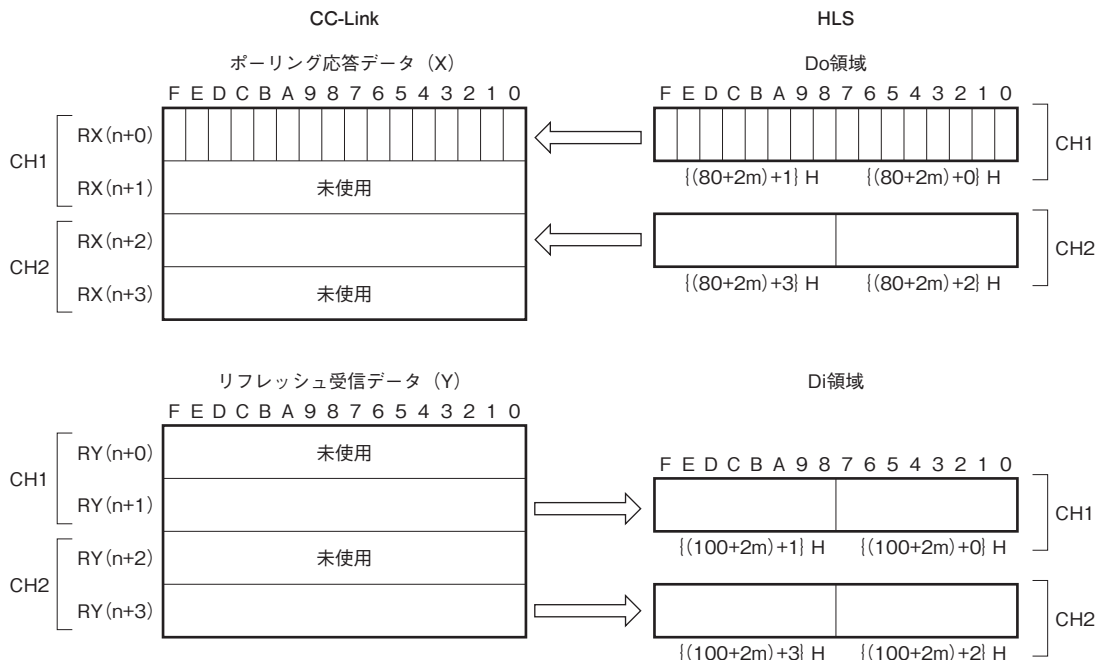 CC-Link HLS
ポーリング応答データ（X） Do領域
F E D C B A 9 8 7 6 5 4 3 2 1 0 F E D C B A 9 8 7 6 5 4 3 2 1 0
CH1
RX(n+0)
RX(n+1) 未使用
{(80+2m)+1} H {(80+2m)+0} H
CH1
CH2
RX(n+2)
RX(n+3) 未使用
{(80+2m)+3} H {(80+2m)+2} H
CH2
リフレッシュ受信データ（Y） Di領域
F E D C B A 9 8 7 6 5 4 3 2 1 0
CH1
RY(n+0) 未使用
RY(n+1)
F E D C B A 9 8 7 6 5 4 3 2 1 0
{(100+2m)+1} H {(100+2m)+0} H
CH1
CH2
RY(n+2) 未使用
RY(n+3)
{(100+2m)+3} H {(100+2m)+2} H
CH2